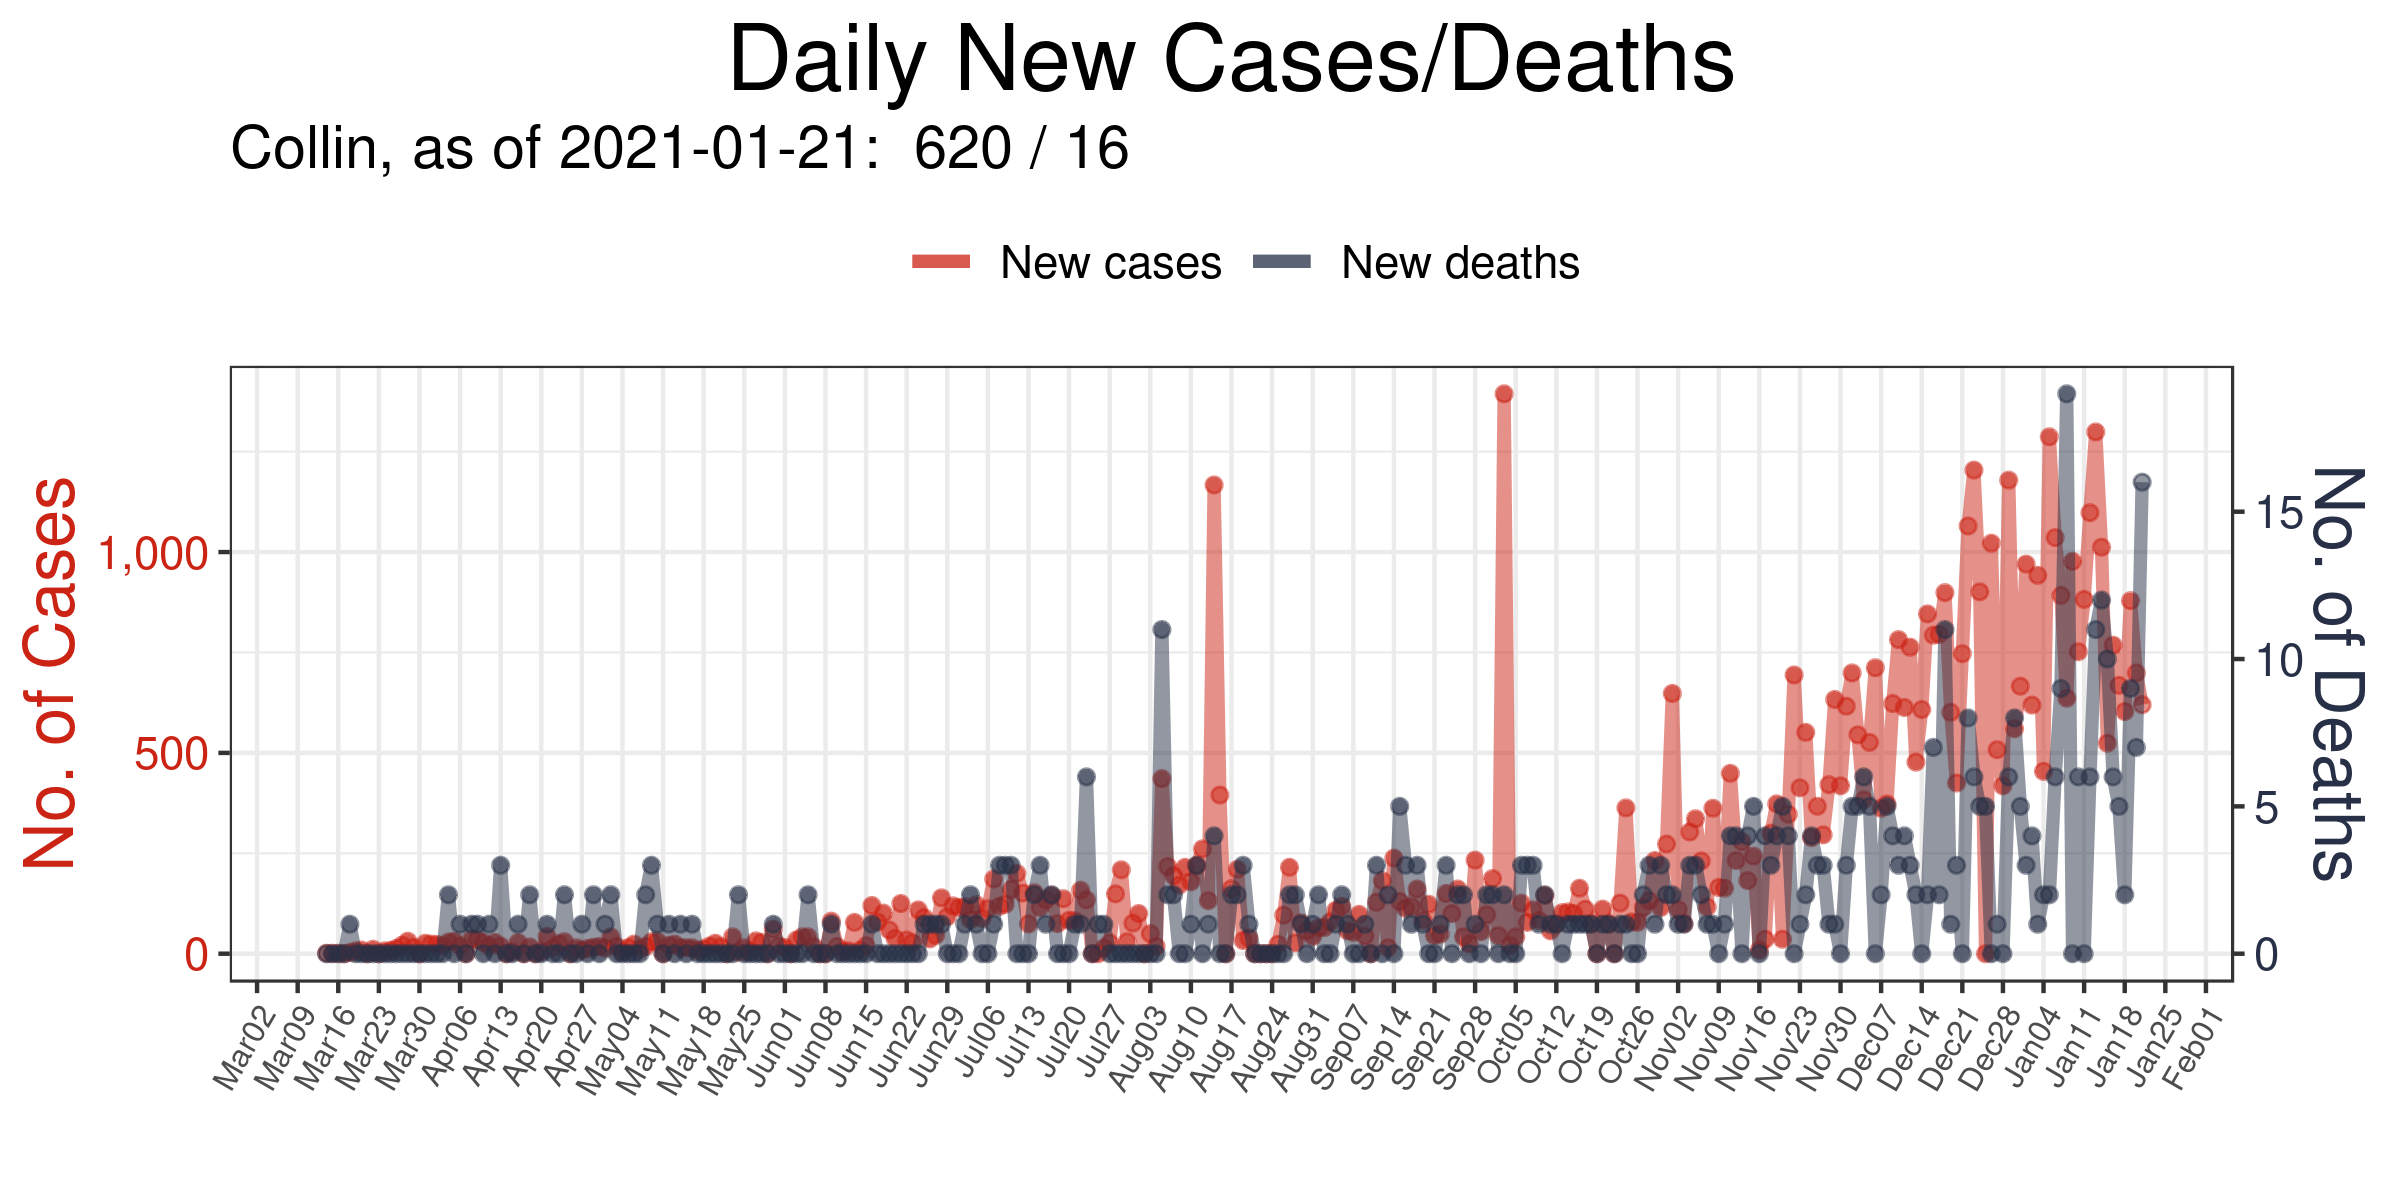 Daily New Cases/Deaths
Collin, as of 2021-01-21:  620 / 16
New cases New deaths
No. of Cases
1,000
500
0
15
10
5
0
No. of Deaths
Mar02 Mar09 Mar16 Mar23 Mar30 Apr06 Apr13 Apr20 Apr27 May04 May11 May18 May25 Jun01 Jun08 Jun15 Jun22 Jun29 Jul06 Jul13 Jul20 Jul27 Aug03 Aug10 Aug17 Aug24 Aug31 Sep07 Sep14 Sep21 Sep28 Oct05 Oct12 Oct19 Oct26 Nov02 Nov09 Nov16 Nov23 Nov30 Dec07 Dec14 Dec21 Dec28 Jan04 Jan11 Jan18 Jan25 Feb01